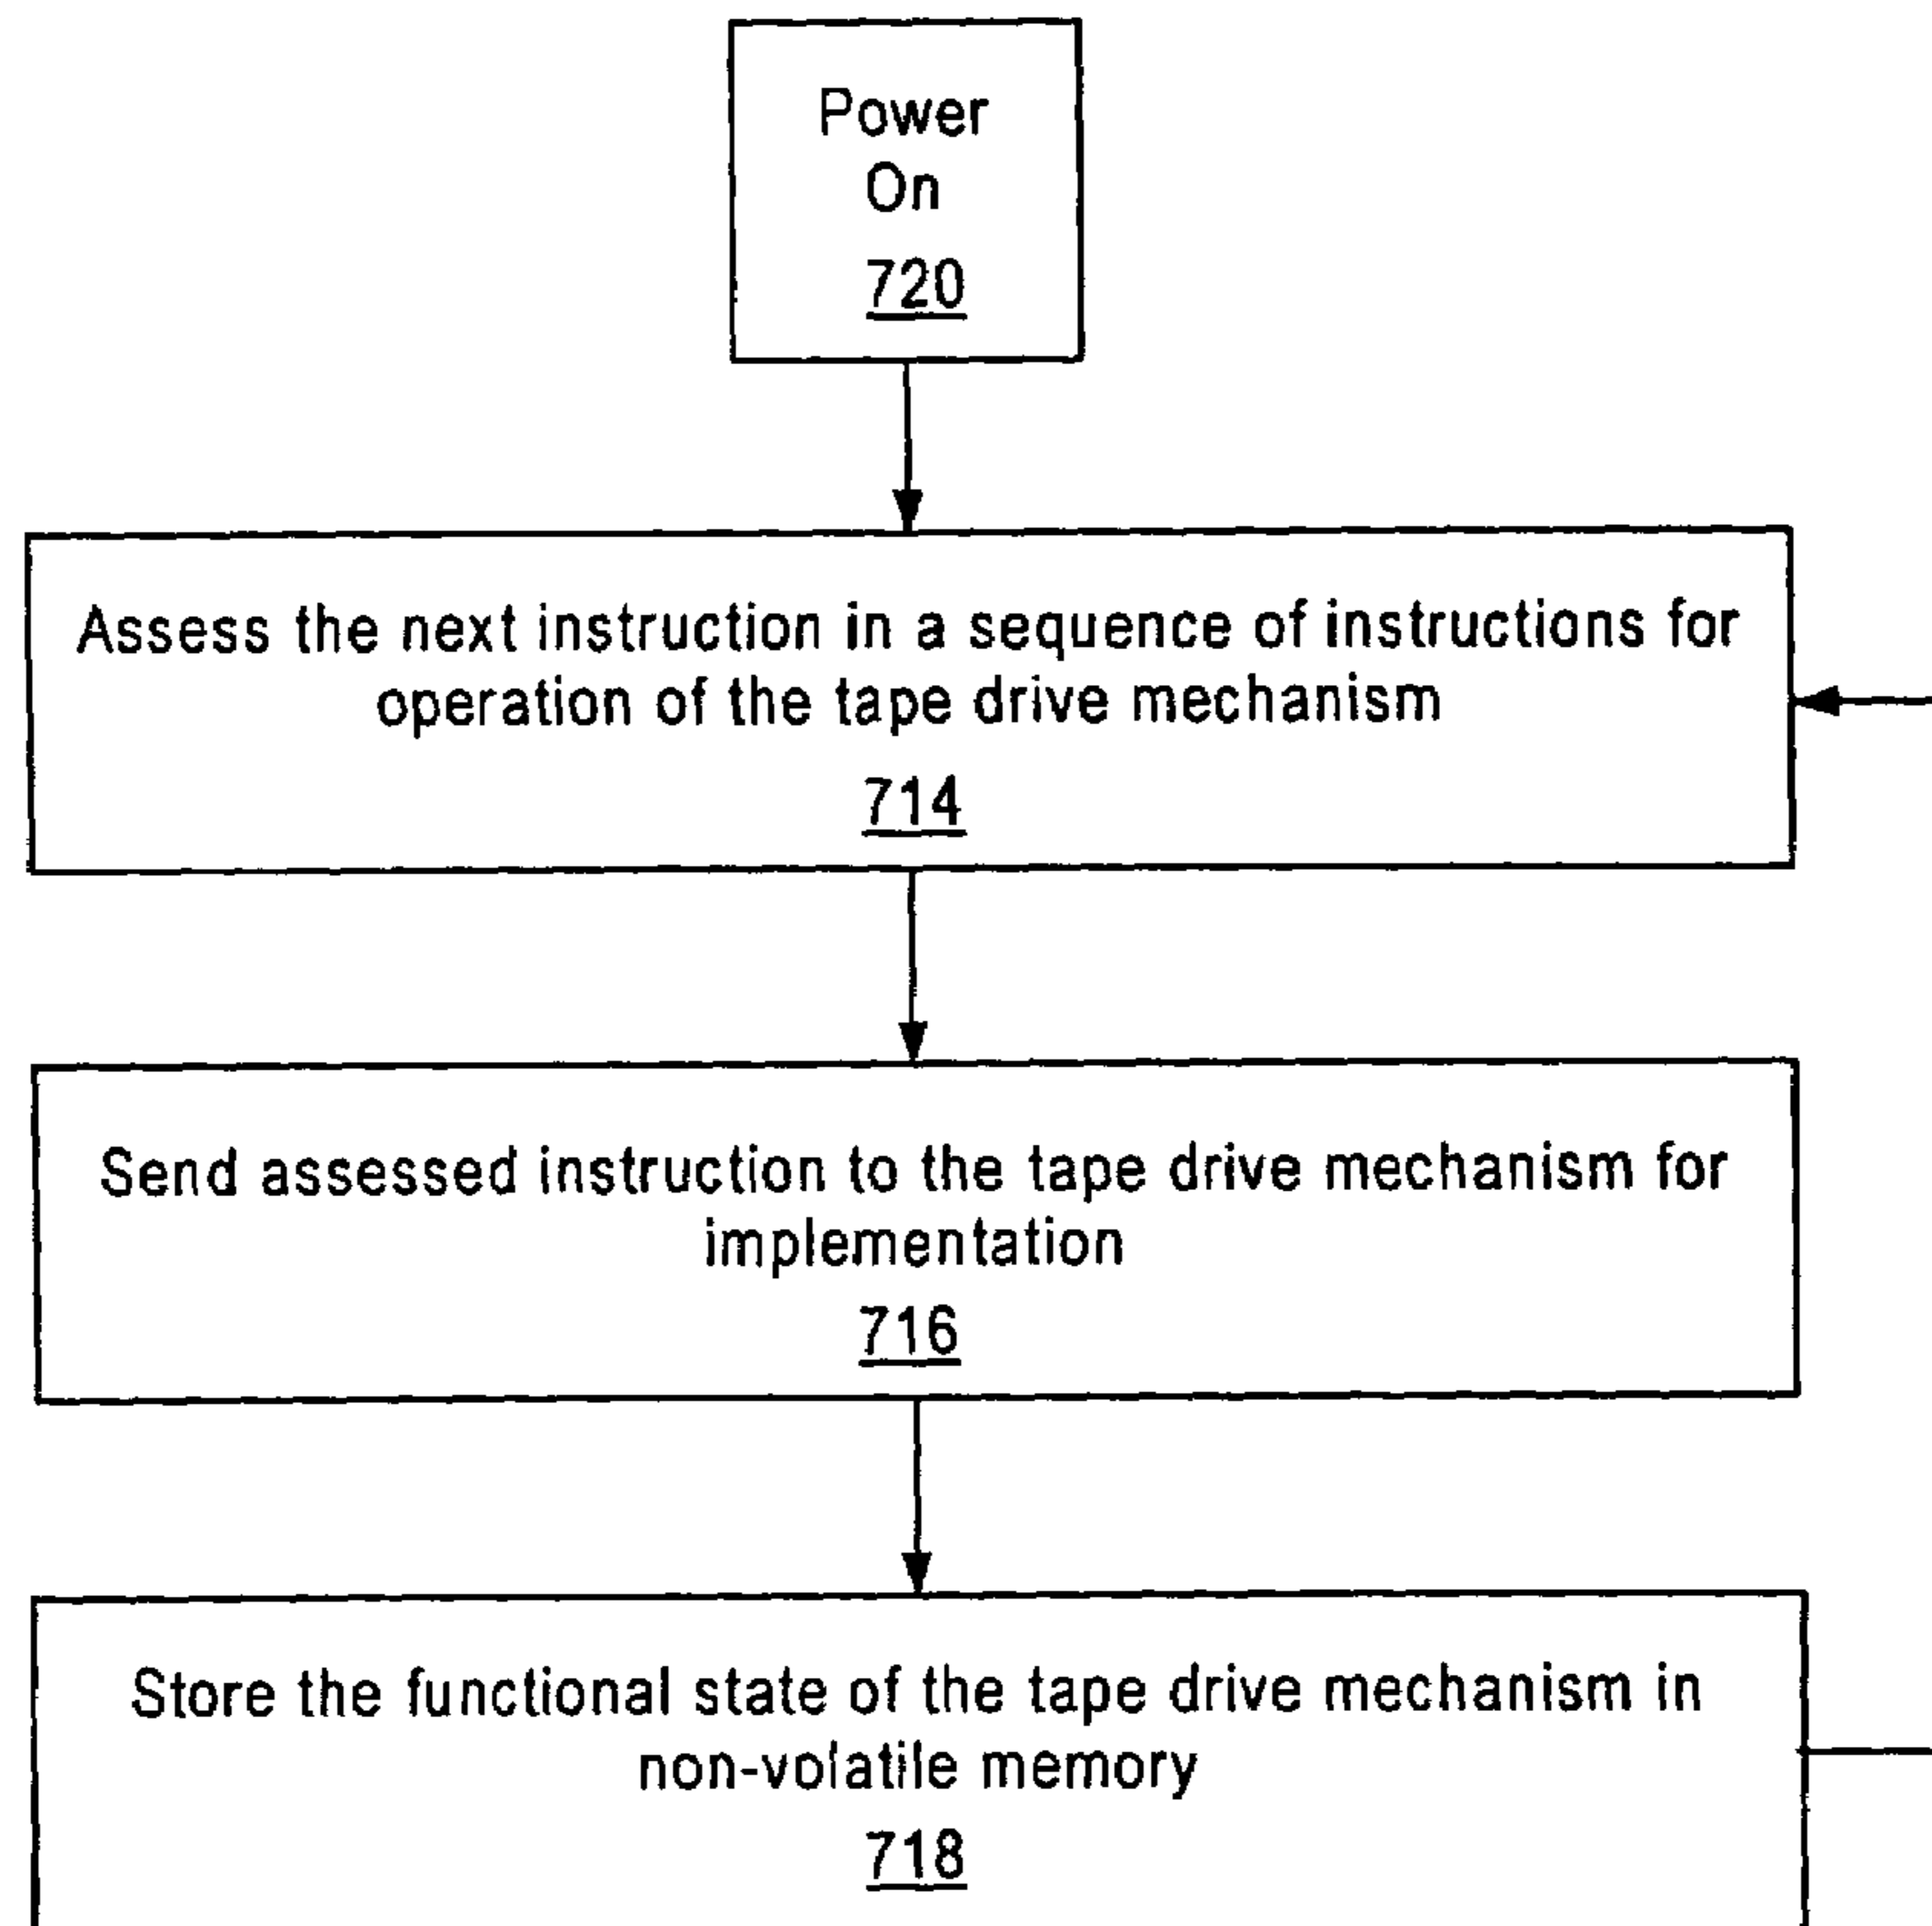 Power
On
720
Assess the next instruction in a sequence of instructions for
operation of the tape drive mechanism
714
Send assessed instruction to the tape drive mechanism for
implementation
716
Store the functional state of the tape drive mechanism in
non-volatile memory
718